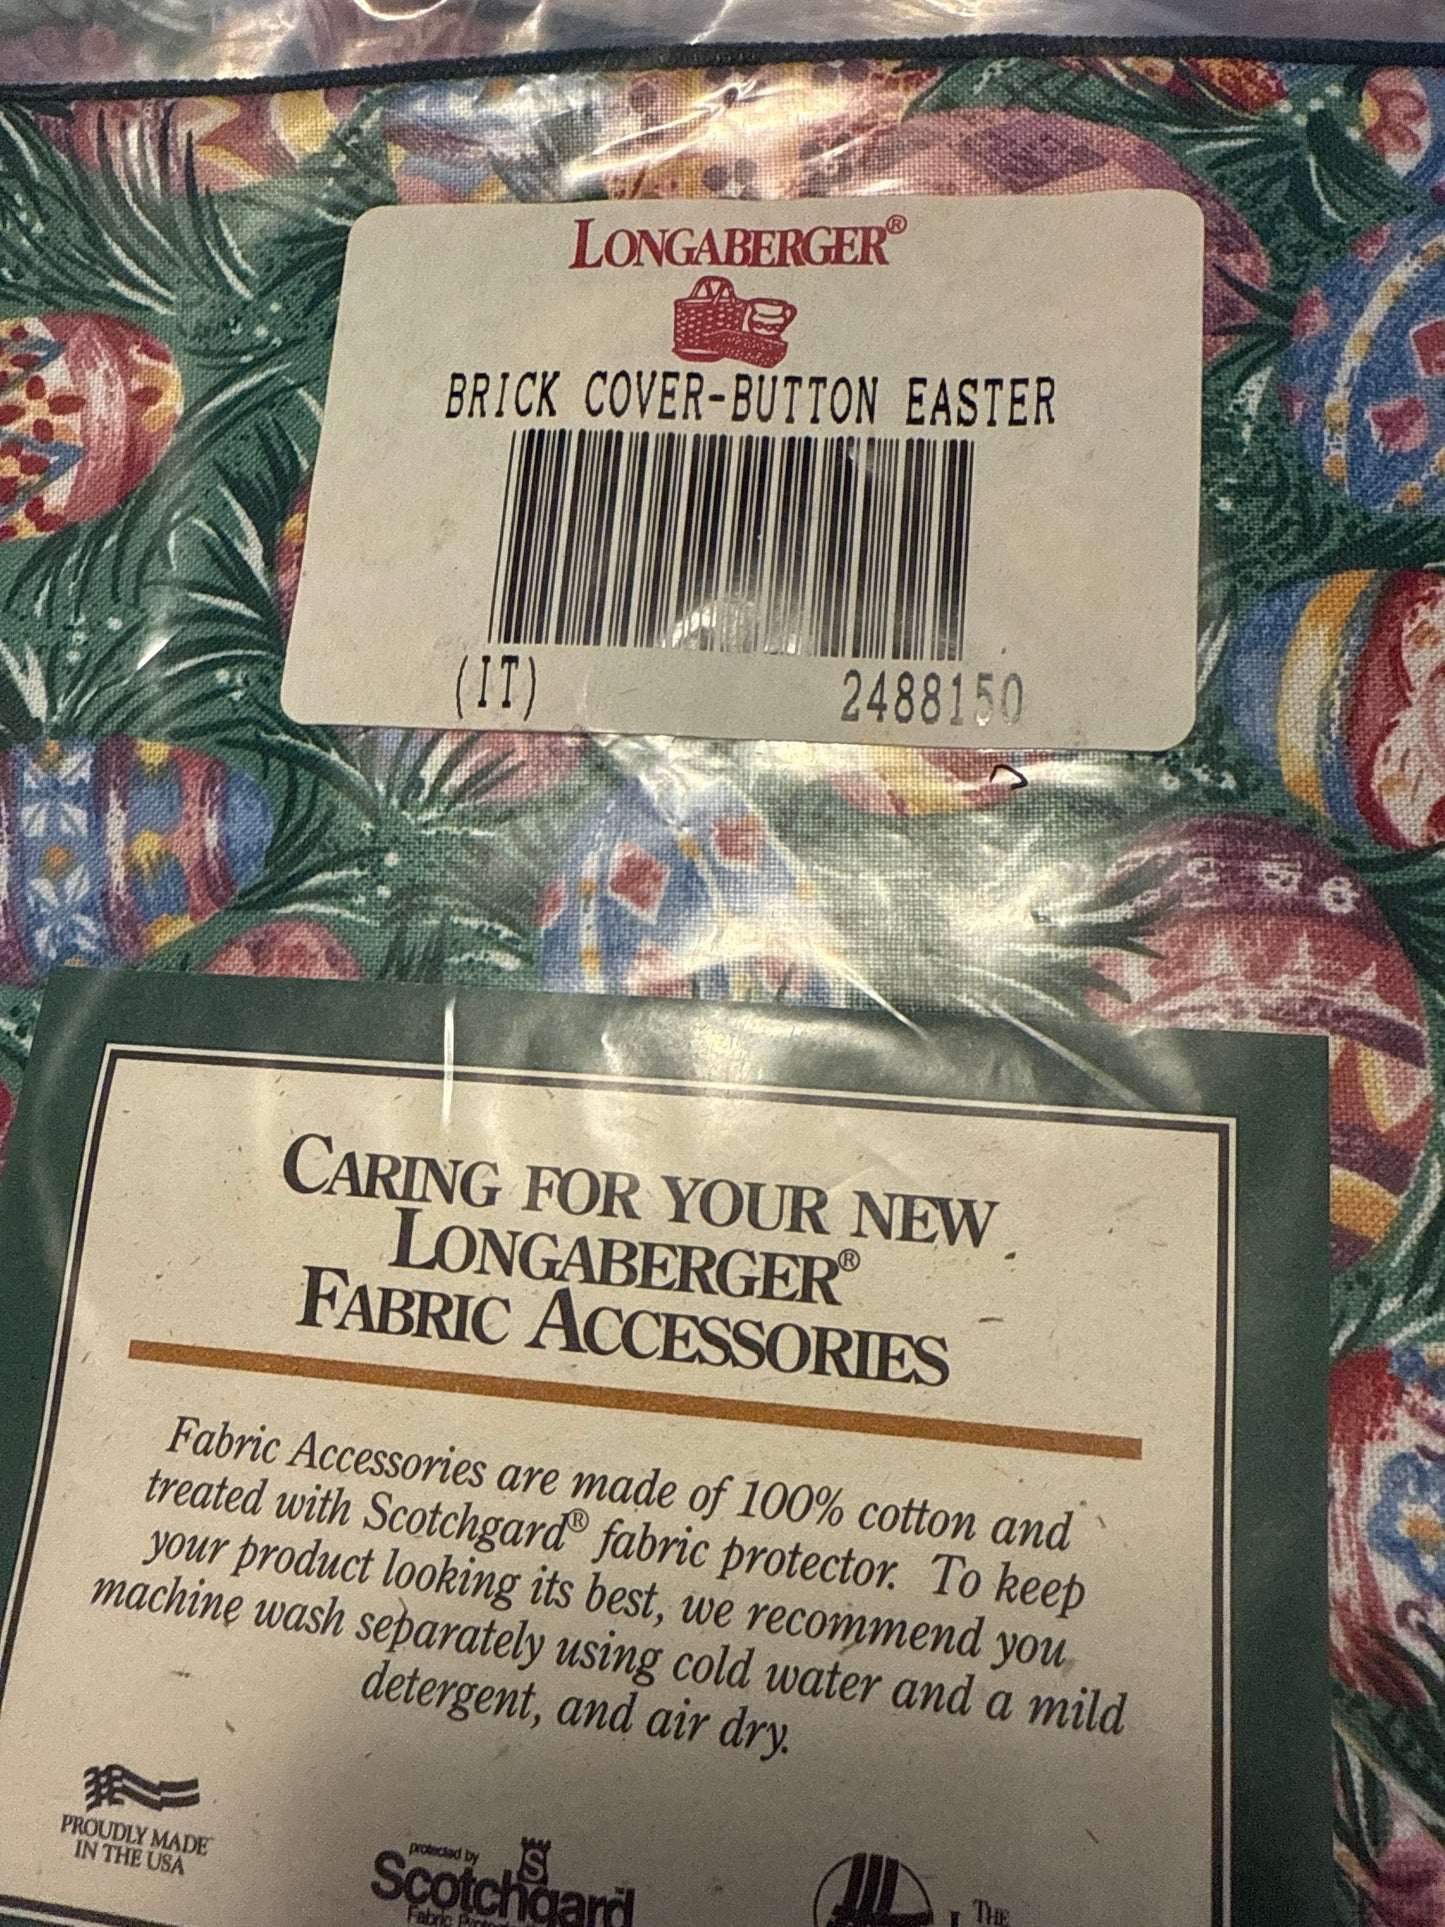 LONGABERGER®
BRICK COVER-BUTTON EASTER
(IT) 2488150
CARING FOR YOUR NEW
LONGABERGER®
FABRIC ACCESSORIES
Fabric Accessories are made of 100% cotton and
treated with Scotchgard® fabric protector. To keep
your product looking its best, we recommend you
machine wash separately using cold water and a mild
detergent, and air dry.
PROUDLY MADE
IN THE USA
protected by
S
Scotchgard
Fabric
THE